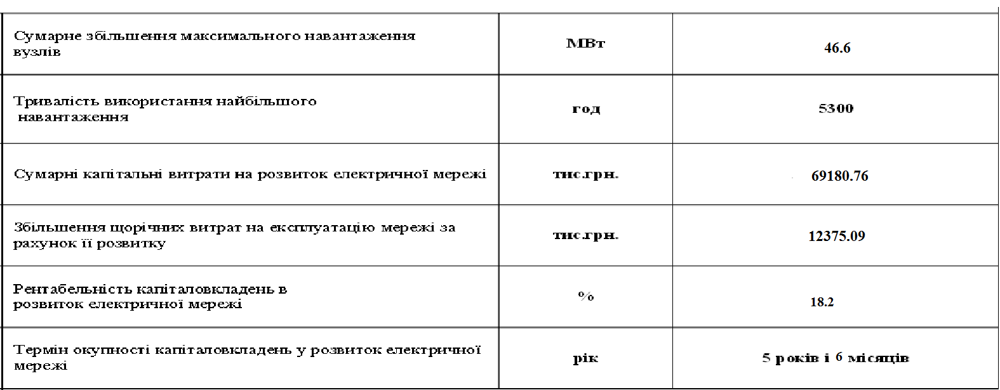 Сумарне збільшення максимального навантаження
вузлів
МВт
46.6
Тривалість використання найбільшого
навантаження
год
5300
Сумарні капітальні витрати на розвиток електричної мережі
тис.грн.
69180.76
Збільшення щорічних витрат на експлуатацію мережі за
рахунок її розвитку
тис.грн.
12375.09
Рентабельність капіталовкладень в
розвиток електричної мережі
%
18.2
Термін окупності капіталовкладень у розвиток електричної
мережі
рік
5 років і 6 місяців